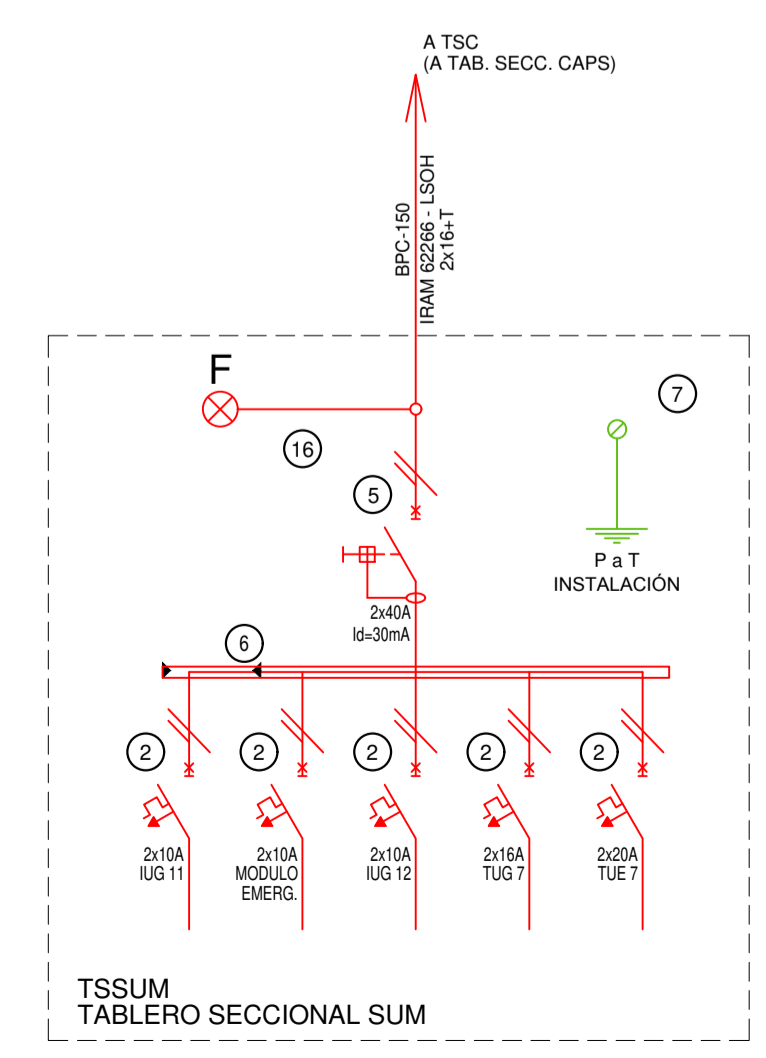 A TSC
(A TAB. SECC. CAPS)
BPC-150
IRAM 62266 - LSOH
2x16+T
F
7
16
5
P a T
INSTALACIÓN
2x40A
Id=30mA
6
2
2
2
2
2
2x10A
IUG 11
2x10A
MODULO
EMERG.
2x10A
IUG 12
2x16A
TUG 7
2x20A
TUE 7
TSSUM
TABLERO SECCIONAL SUM